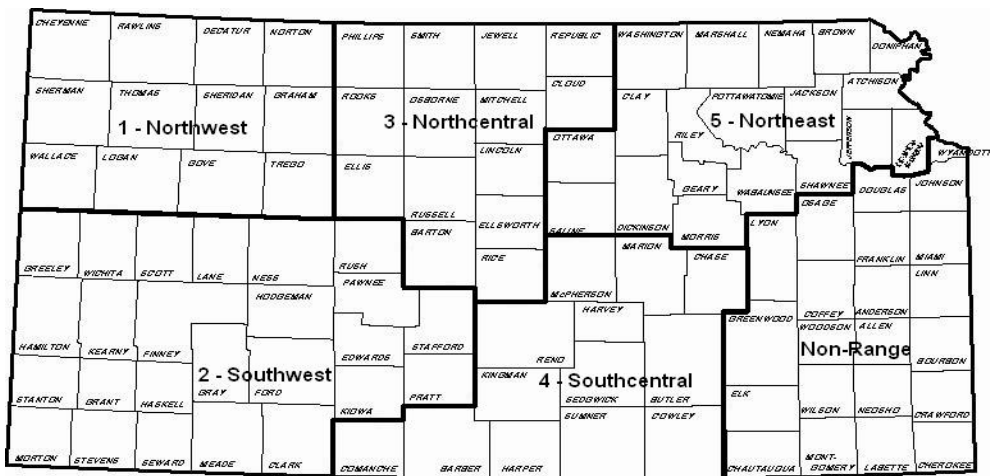 CHEYENNE RAWLINS DECATUR NORTON PHILLIPS SMITH JEWELL REPUBLIC WASHINGTON MARSHALL NEMAHA BROWN
DONIPHAN
SHERMAN THOMAS SHERIDAN GRAHAM ROOKS OSBORNE MITCHELL CLOUD CLAY POTTAWATOMIE JACKSON ATCHISON
1 - Northwest 3 - Northcentral 5 - Northeast
OTTAWA RILEY JEFFERSON
WALLACE LOGAN GOVE TREGO ELLIS LINCOLN WYANDOTT
GEARY WABAUNSEE SHAWNEE DOUGLAS JOHNSON
RUSSELL ELLSWORTH SALINE DICKINSON MORRIS LYON OSAGE
BARTON
GREELEY WICHITA SCOTT LANE NESS RUSH RICE MARION CHASE FRANKLIN MIAMI
PAWNEE LINN
HODGEMAN McPHERSON
HARVEY GREENWOOD COFFEY ANDERSON
HAMILTON KEARNY FINNEY EDWARDS STAFFORD RENO WOODSON ALLEN
Non-Range
BOURBON
2 - Southwest 4 - Southcentral
KINGMAN
STANTON GRANT HASKELL GRAY FORD PRATT SEDGWICK BUTLER ELK
KIOWA SUMNER COWLEY WILSON NEOSHO CRAWFORD
MORTON STEVENS SEWARD MEADE CLARK COMANCHE BARBER HARPER CHAUTAUQUA MONT-
GOMERY LABETTE CHEROKEE